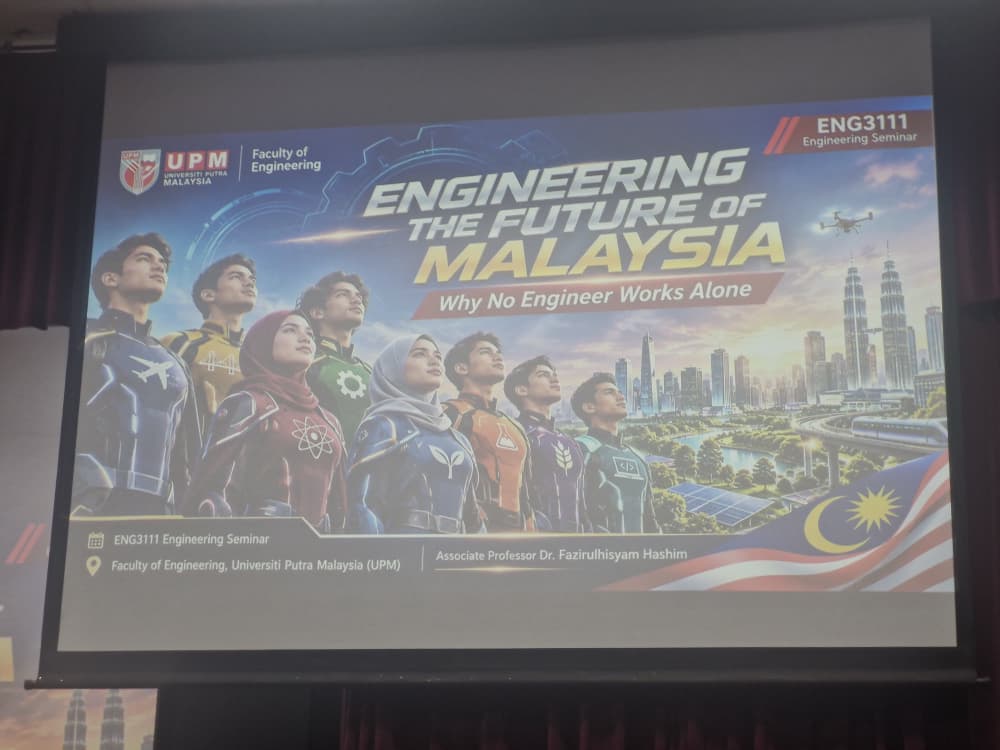 UPM
UPM
UNIVERSITI PUTRA
MALAYSIA
Faculty of
Engineering
ENG3111
Engineering Seminar
ENGINEERING
THE FUTURE OF
MALAYSIA
Why No Engineer Works Alone
</>
ENG3111 Engineering Seminar
Faculty of Engineering, Universiti Putra Malaysia (UPM)
Associate Professor Dr. Fazirulhisyam Hashim